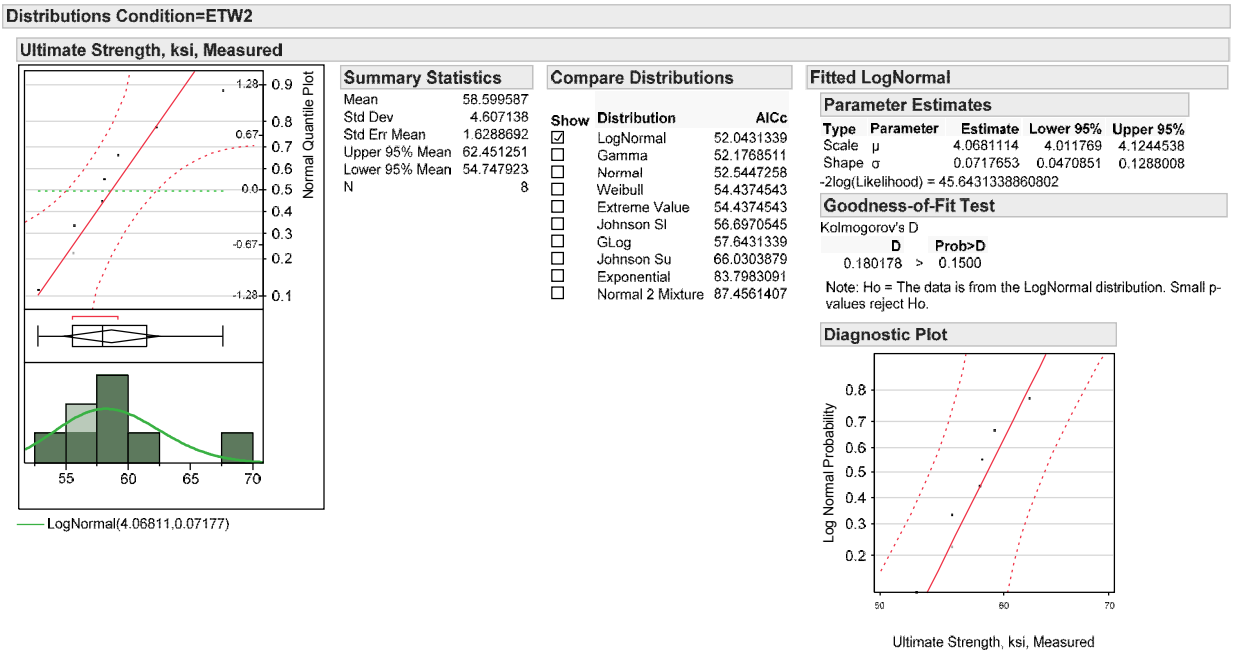 Distributions Condition=ETW2
Ultimate Strength, ksi, Measured
1.28
0.67
0.0
-0.67
-1.28
0.9
0.8
0.7
0.6
0.5
0.4
0.3
0.2
0.1
Normal Quantile Plot
55 60 65 70
LogNormal(4.06811,0.07177)
Summary Statistics
Mean 58.599587
Std Dev 4.607138
Std Err Mean 1.6288692
Upper 95% Mean 62.451251
Lower 95% Mean 54.747923
N 8
Compare Distributions
Show Distribution AICc
LogNormal 52.0431339
Gamma 52.1768511
Normal 52.5447258
Weibull 54.4374543
Extreme Value 54.4374543
Johnson Sl 56.6970545
GLog 57.6431339
Johnson Su 66.0303879
Exponential 83.7983091
Normal 2 Mixture 87.4561407
Fitted LogNormal
Parameter Estimates
Type Parameter Estimate Lower 95% Upper 95%
Scale μ 4.0681114 4.011769 4.1244538
Shape σ 0.0717653 0.0470851 0.1288008
-2log(Likelihood) = 45.6431338860802
Goodness-of-Fit Test
Kolmogorov's D
D Prob>D
0.180178 > 0.1500
Note: Ho = The data is from the LogNormal distribution. Small p-
values reject Ho.
Diagnostic Plot
Log Normal Probability
0.8
0.7
0.6
0.5
0.4
0.3
0.2
50 60 70
Ultimate Strength, ksi, Measured